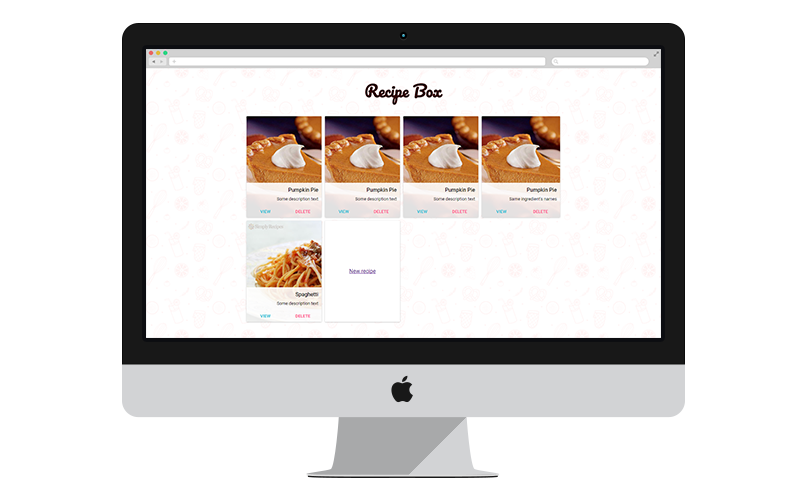 Recipe Box
Pumpkin Pie
Some description text
VIEW DELETE
Pumpkin Pie
Some description text
VIEW DELETE
Pumpkin Pie
Some description text
VIEW DELETE
Pumpkin Pie
Some ingredient's names
VIEW DELETE
Simply Recipes
Spaghetti
Some description text
VIEW DELETE
New recipe